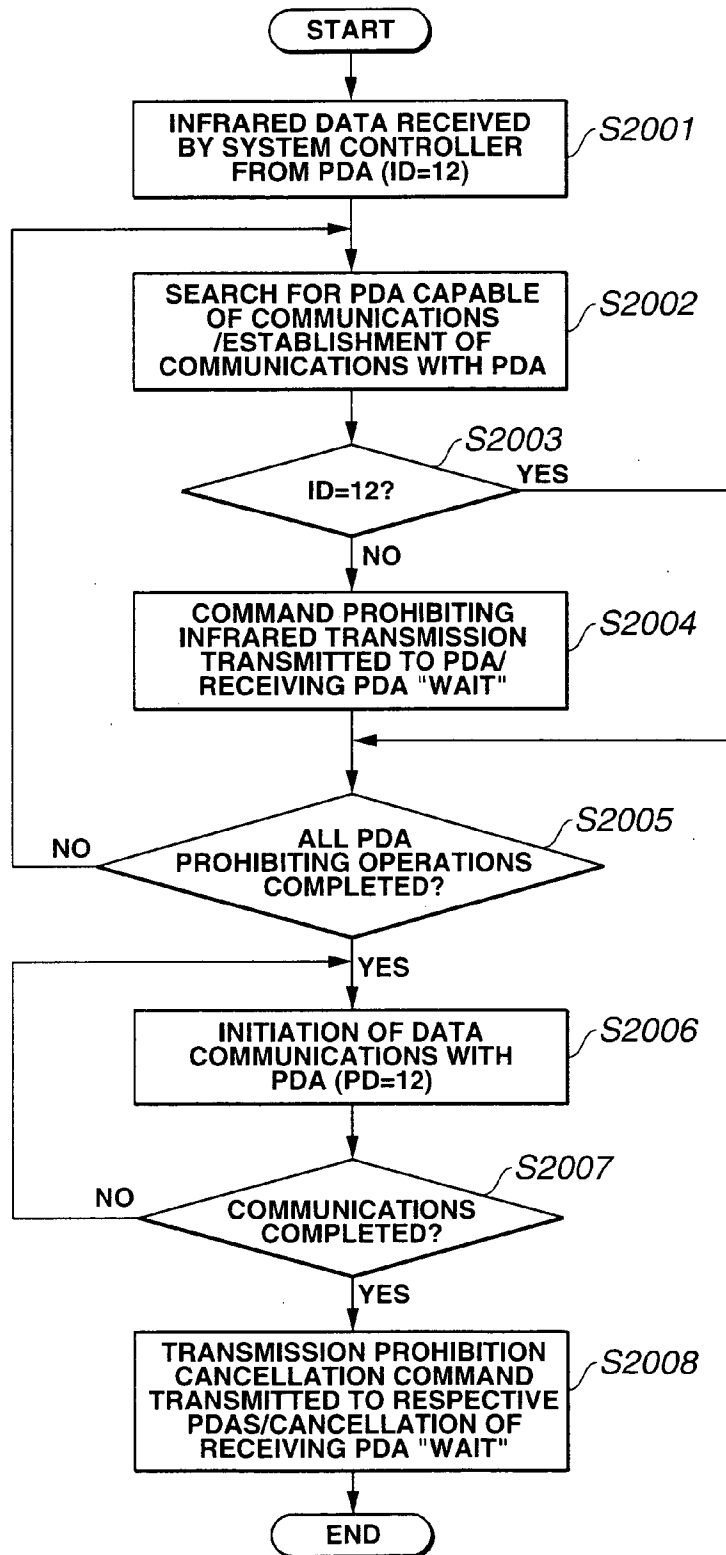 START
INFRARED DATA RECEIVED
BY SYSTEM CONTROLLER
FROM PDA (ID=12)
S2001
SEARCH FOR PDA CAPABLE
OF COMMUNICATIONS
/ESTABLISHMENT OF
COMMUNICATIONS WITH PDA
S2002
S2003
ID=12?
YES
NO
COMMAND PROHIBITING
INFRARED TRANSMISSION
TRANSMITTED TO PDA/
RECEIVING PDA "WAIT"
S2004
S2005
ALL PDA
PROHIBITING OPERATIONS
COMPLETED?
NO
YES
INITIATION OF DATA
COMMUNICATIONS WITH
PDA (PD=12)
S2006
S2007
COMMUNICATIONS
COMPLETED?
NO
YES
TRANSMISSION PROHIBITION
CANCELLATION COMMAND
TRANSMITTED TO RESPECTIVE
PDAS/CANCELLATION OF
RECEIVING PDA "WAIT"
S2008
END